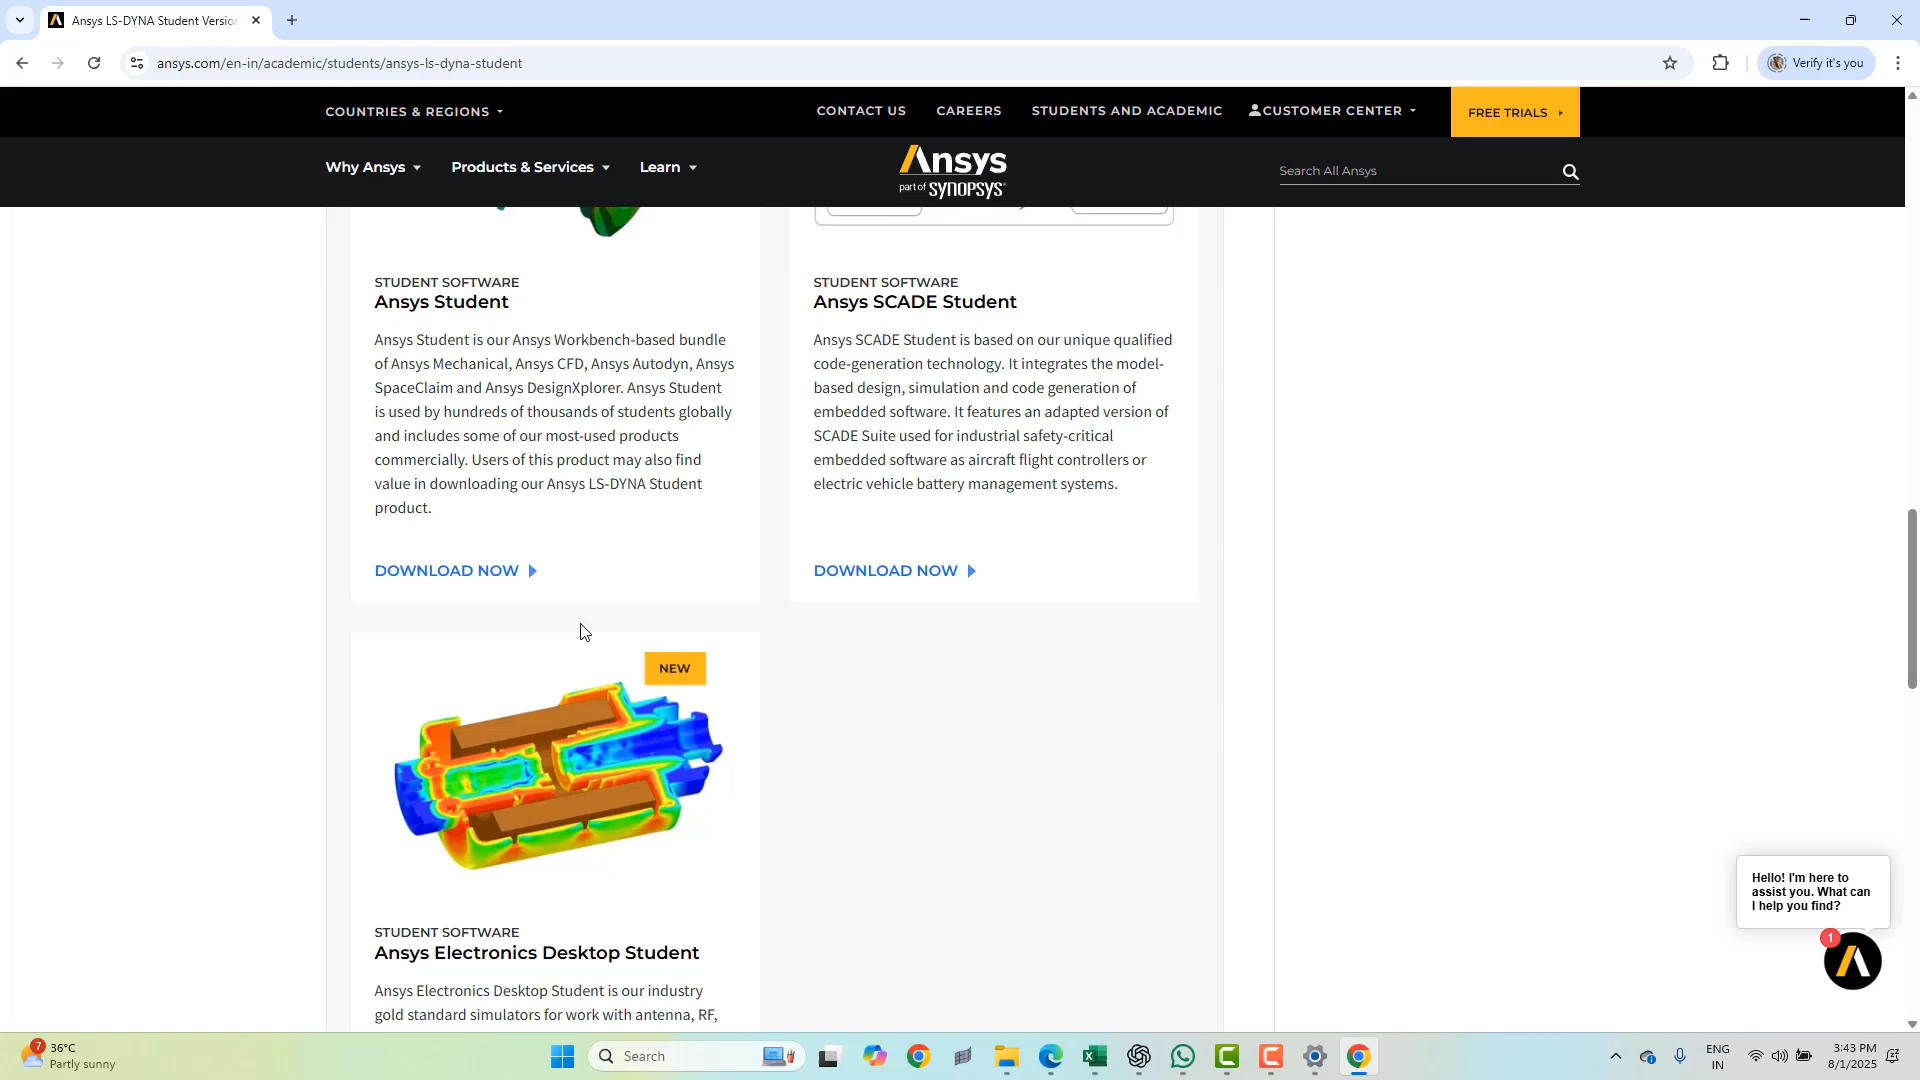 Ansys LS-DYNA Student Versio
ansys.com/en-in/academic/students/ansys-ls-dyna-student
Verify it's you
COUNTRIES & REGIONS
CONTACT US
CAREERS
STUDENTS AND ACADEMIC
CUSTOMER CENTER
FREE TRIALS
Why Ansys
Products & Services
Learn
Ansys
part of SYNOPSYS
Search All Ansys
STUDENT SOFTWARE
Ansys Student
Ansys Student is our Ansys Workbench-based bundle
of Ansys Mechanical, Ansys CFD, Ansys Autodyn, Ansys
SpaceClaim and Ansys DesignXplorer. Ansys Student
is used by hundreds of thousands of students globally
and includes some of our most-used products
commercially. Users of this product may also find
value in downloading our Ansys LS-DYNA Student
product.
DOWNLOAD NOW
STUDENT SOFTWARE
Ansys SCADE Student
Ansys SCADE Student is based on our unique qualified
code-generation technology. It integrates the model-
based design, simulation and code generation of
embedded software. It features an adapted version of
SCADE Suite used for industrial safety-critical
embedded software as aircraft flight controllers or
electric vehicle battery management systems.
DOWNLOAD NOW
NEW
STUDENT SOFTWARE
Ansys Electronics Desktop Student
Ansys Electronics Desktop Student is our industry
gold standard simulators for work with antenna, RF,
Hello! I'm here to
assist you. What can
I help you find?
1
7
36°C
Partly sunny
Search
ENG
IN
3:43 PM
8/1/2025